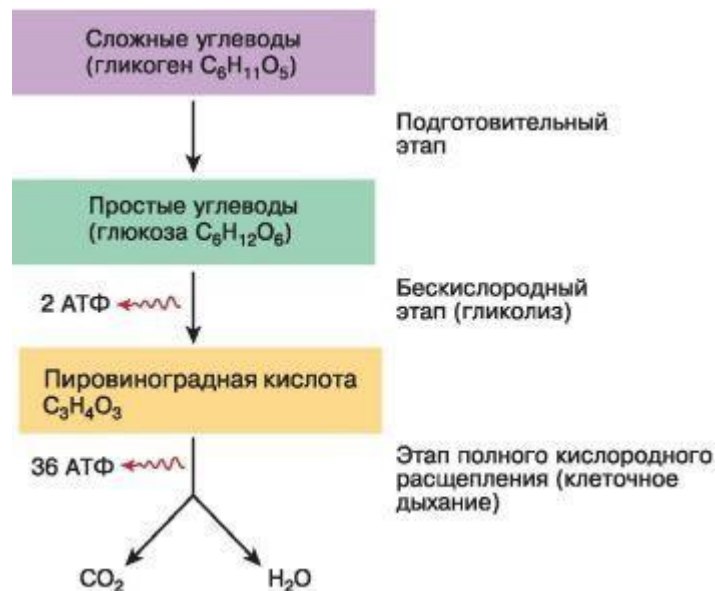 Сложные углеводы
(гликоген C₆H₁₁O₅)
Подготовительный
этап
Простые углеводы
(глюкоза C₆H₁₂O₆)
2 АТФ
Бескислородный
этап (гликолиз)
Пировиноградная кислота
C₃H₄O₃
36 АТФ
Этап полного кислородного
расщепления (клеточное
дыхание)
CO₂
H₂O